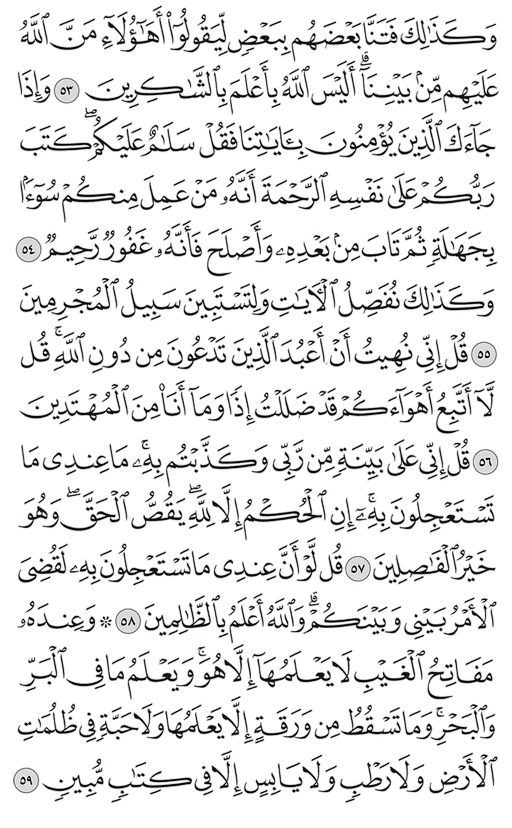 وَكَذَٰلِكَ فَتَنَّا بَعْضَهُم بِبَعْضٍ لِّيَقُولُوٓا۟ أَهَـٰٓؤُلَآءِ مَنَّ ٱللَّهُ
عَلَيْهِم مِّنۢ بَيْنِنَآ ۗ أَلَيْسَ ٱللَّهُ بِأَعْلَمَ بِٱلشَّـٰكِرِينَ ٥٣ وَإِذَا
جَآءَكَ ٱلَّذِينَ يُؤْمِنُونَ بِـَٔايَـٰتِنَا فَقُلْ سَلَـٰمٌ عَلَيْكُمْ ۖ كَتَبَ
رَبُّكُمْ عَلَىٰ نَفْسِهِ ٱلرَّحْمَةَ ۖ أَنَّهُۥ مَنْ عَمِلَ مِنكُمْ سُوٓءًۢا
بِجَهَـٰلَةٍ ثُمَّ تَابَ مِنۢ بَعْدِهِۦ وَأَصْلَحَ فَأَنَّهُۥ غَفُورٌ رَّحِيمٌ ٥٤
وَكَذَٰلِكَ نُفَصِّلُ ٱلْـَٔايَـٰتِ وَلِتَسْتَبِينَ سَبِيلُ ٱلْمُجْرِمِينَ
٥٥ قُلْ إِنِّى نُهِيتُ أَنْ أَعْبُدَ ٱلَّذِينَ تَدْعُونَ مِن دُونِ ٱللَّهِ ۚ قُل
لَّآ أَتَّبِعُ أَهْوَآءَكُمْ ۙ قَدْ ضَلَلْتُ إِذًا وَمَآ أَنَا۠ مِنَ ٱلْمُهْتَدِينَ
٥٦ قُلْ إِنِّى عَلَىٰ بَيِّنَةٍ مِّن رَّبِّى وَكَذَّبْتُم بِهِۦ ۚ مَا عِندِى مَا
تَسْتَعْجِلُونَ بِهِۦٓ ۚ إِنِ ٱلْحُكْمُ إِلَّا لِلَّهِ ۖ يَقُصُّ ٱلْحَقَّ ۖ وَهُوَ
خَيْرُ ٱلْفَـٰصِلِينَ ٥٧ قُل لَّوْ أَنَّ عِندِى مَا تَسْتَعْجِلُونَ بِهِۦ لَقُضِىَ
ٱلْأَمْرُ بَيْنِى وَبَيْنَكُمْ ۗ وَٱللَّهُ أَعْلَمُ بِٱلظَّـٰلِمِينَ ٥٨ ۞ وَعِندَهُۥ
مَفَاتِحُ ٱلْغَيْبِ لَا يَعْلَمُهَآ إِلَّا هُوَ ۚ وَيَعْلَمُ مَا فِى ٱلْبَرِّ
وَٱلْبَحْرِ ۚ وَمَا تَسْقُطُ مِن وَرَقَةٍ إِلَّا يَعْلَمُهَا وَلَا حَبَّةٍ فِى ظُلُمَـٰتِ
ٱلْأَرْضِ وَلَا رَطْبٍ وَلَا يَابِسٍ إِلَّا فِى كِتَـٰبٍ مُّبِينٍ ٥٩